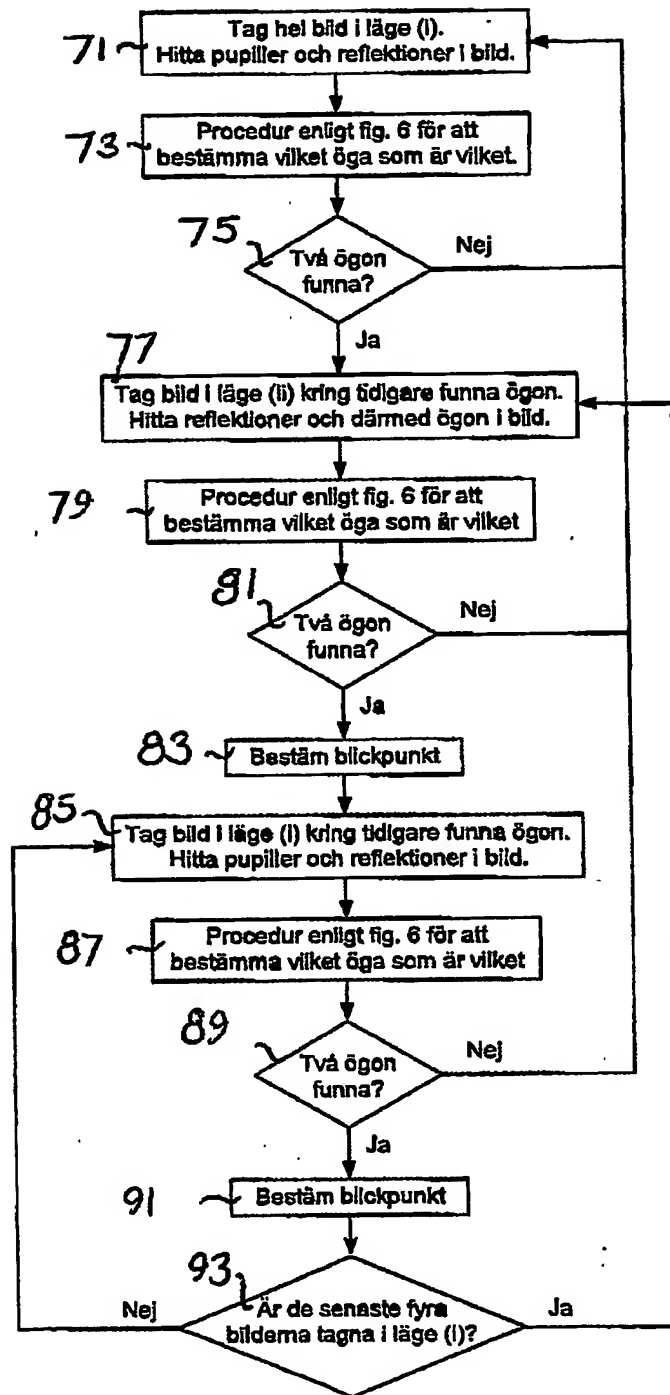 71
Tag hel bild i läge (i).
Hitta pupiller och reflektioner i bild.
73
Procedur enligt fig. 6 för att
bestämma vilket öga som är vilket.
75
Två ögon
funna?
Nej
Ja
77
Tag bild i läge (ii) kring tidigare funna ögon.
Hitta reflektioner och därmed ögon i bild.
79
Procedur enligt fig. 6 för att
bestämma vilket öga som är vilket
81
Två ögon
funna?
Nej
Ja
83
Bestäm blickpunkt
85
Tag bild i läge (i) kring tidigare funna ögon.
Hitta pupiller och reflektioner i bild.
87
Procedur enligt fig. 6 för att
bestämma vilket öga som är vilket
89
Två ögon
funna?
Nej
Ja
91
Bestäm blickpunkt
93
Nej
Är de senaste fyra
bilderna tagna i läge (i)?
Ja